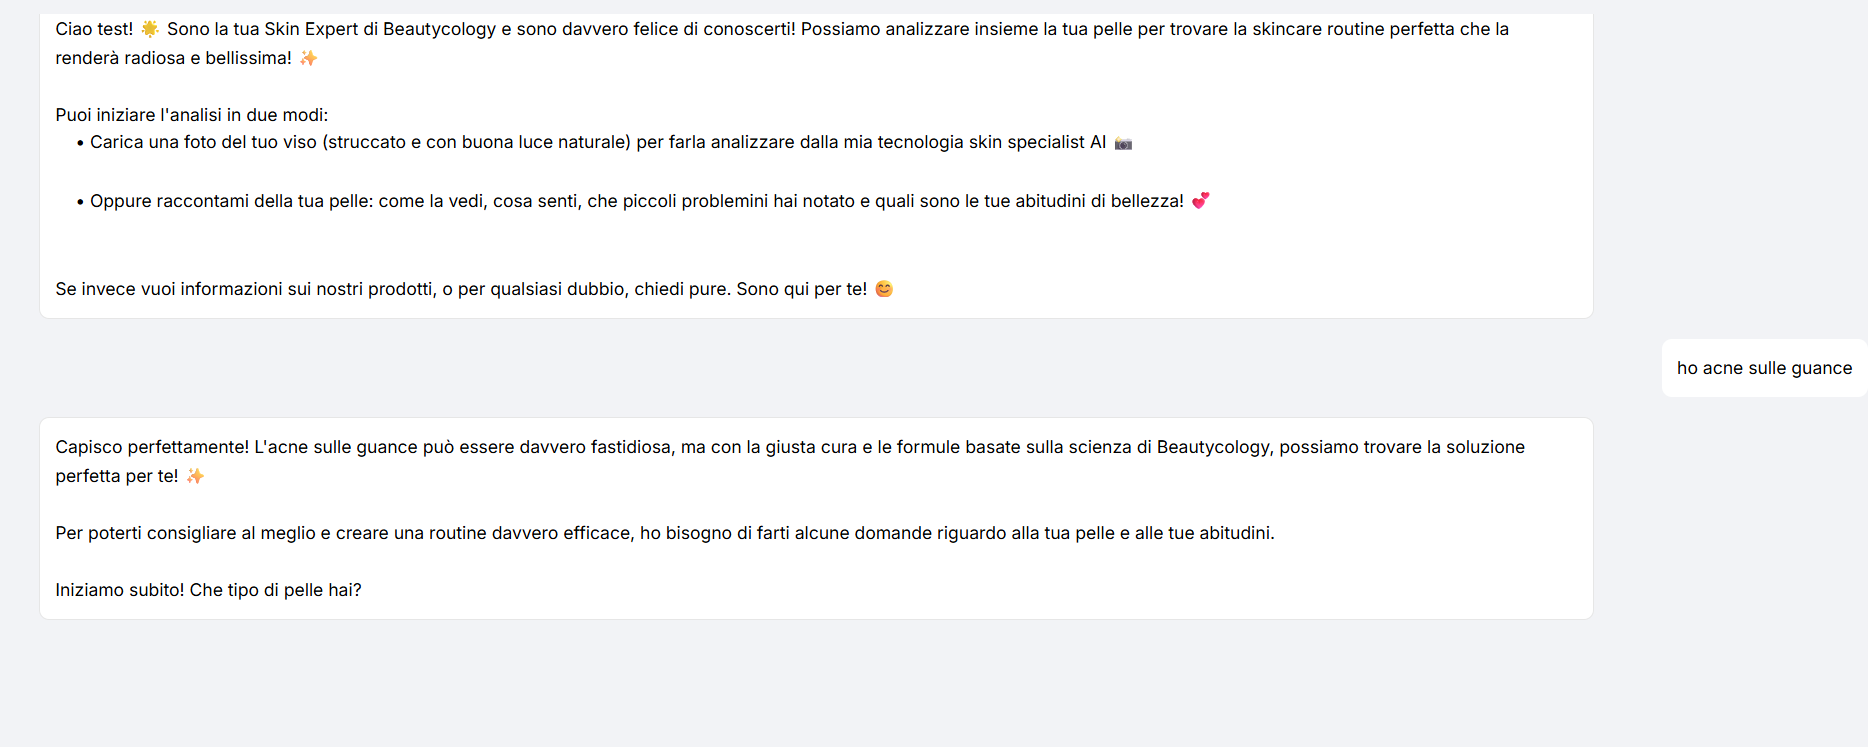 Ciao test! 🌟 Sono la tua Skin Expert di Beautycology e sono davvero felice di conoscerti! Possiamo analizzare insieme la tua pelle per trovare la skincare routine perfetta che la
renderà radiosa e bellissima! ✨
Puoi iniziare l'analisi in due modi:
• Carica una foto del tuo viso (struccato e con buona luce naturale) per farla analizzare dalla mia tecnologia skin specialist AI 📸
• Oppure raccontami della tua pelle: come la vedi, cosa senti, che piccoli problemini hai notato e quali sono le tue abitudini di bellezza! 💕
Se invece vuoi informazioni sui nostri prodotti, o per qualsiasi dubbio, chiedi pure. Sono qui per te! 😊
ho acne sulle guance
Capisco perfettamente! L'acne sulle guance può essere davvero fastidiosa, ma con la giusta cura e le formule basate sulla scienza di Beautycology, possiamo trovare la soluzione
perfetta per te! ✨
Per poterti consigliare al meglio e creare una routine davvero efficace, ho bisogno di farti alcune domande riguardo alla tua pelle e alle tue abitudini.
Iniziamo subito! Che tipo di pelle hai?